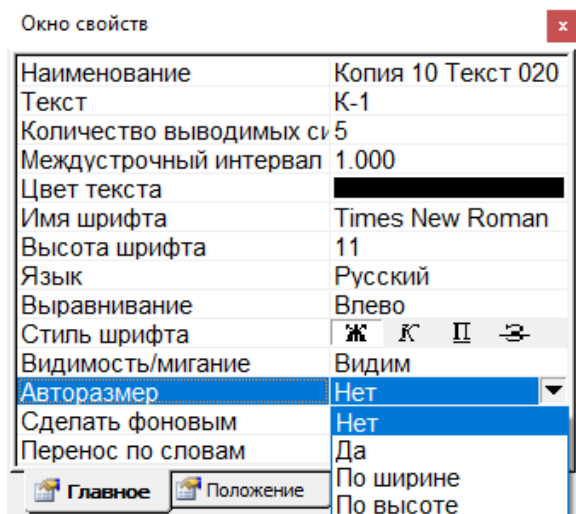 Окно свойств
x
Наименование Копия 10 Текст 020
Текст К-1
Количество выводимых си 5
Междустрочный интервал 1.000
Цвет текста
Имя шрифта Times New Roman
Высота шрифта 11
Язык Русский
Выравнивание Влево
Стиль шрифта Ж К П З
Видимость/мигание Видим
Авторазмер Нет
Сделать фоновым Нет
Перенос по словам Да
По ширине
По высоте
Главное Положение